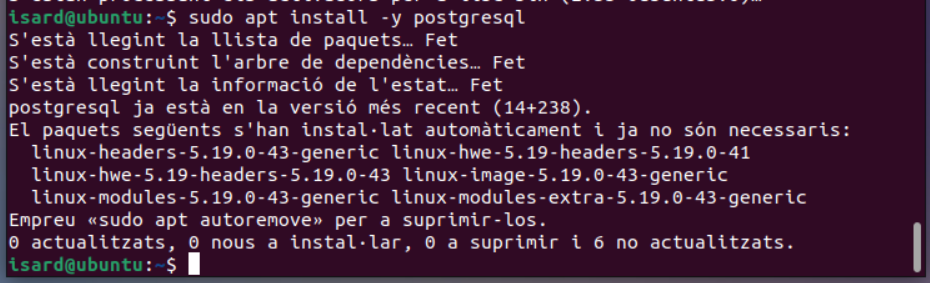 isard@ubuntu:~$ sudo apt install -y postgresql
S'està llegint la llista de paquets… Fet
S'està construint l'arbre de dependències… Fet
S'està llegint la informació de l'estat… Fet
postgresql ja està en la versió més recent (14+238).
El paquets següents s'han instal·lat automàticament i ja no són necessaris:
  linux-headers-5.19.0-43-generic linux-hwe-5.19-headers-5.19.0-41
  linux-hwe-5.19-headers-5.19.0-43 linux-image-5.19.0-43-generic
  linux-modules-5.19.0-43-generic linux-modules-extra-5.19.0-43-generic
Empreu «sudo apt autoremove» per a suprimir-los.
0 actualitzats, 0 nous a instal·lar, 0 a suprimir i 6 no actualitzats.
isard@ubuntu:~$